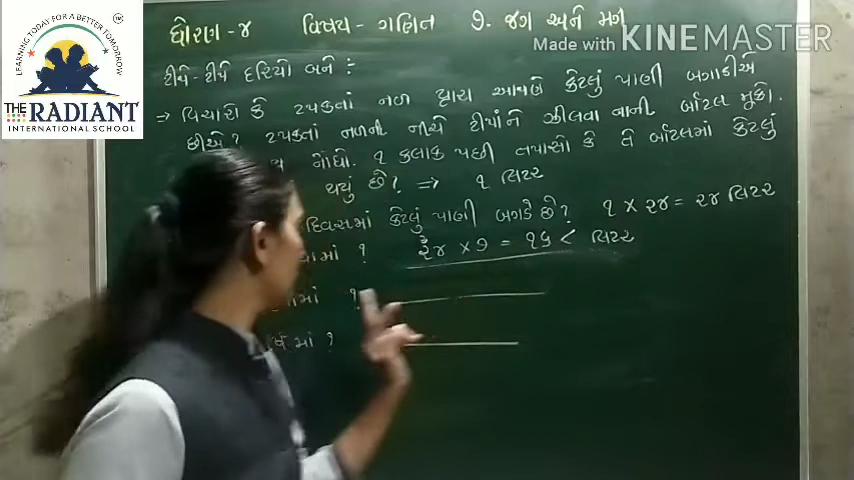 LEARNING TODAY FOR A BETTER TOMORROW
THE RADIANT
INTERNATIONAL SCHOOL
Made with KINEMASTER
ધોરણ - ૪ વિષય - ગણિત ૭. જગ અને મગ
ટીપે - ટીપે દરિયો બને :
⇒ વિચારો કે ટપકતાં નળ દ્વારા આપણે કેટલું પાણી બગાડીએ
છીએ ? ટપકતાં નળની નીચે ટીપાંને ઝીલવા નાની બૉટલ મૂકો.
નોંધો. ૧ કલાક પછી તપાસો કે તે બૉટલમાં કેટલું
થયું છે ? ⇒ ૧ લિટર
દિવસમાં કેટલું પાણી બગડે છે ? ૧ × ૨૪ = ૨૪ લિટર
? ૨૪ × ૭ = ૧૬૮ લિટર
?
?